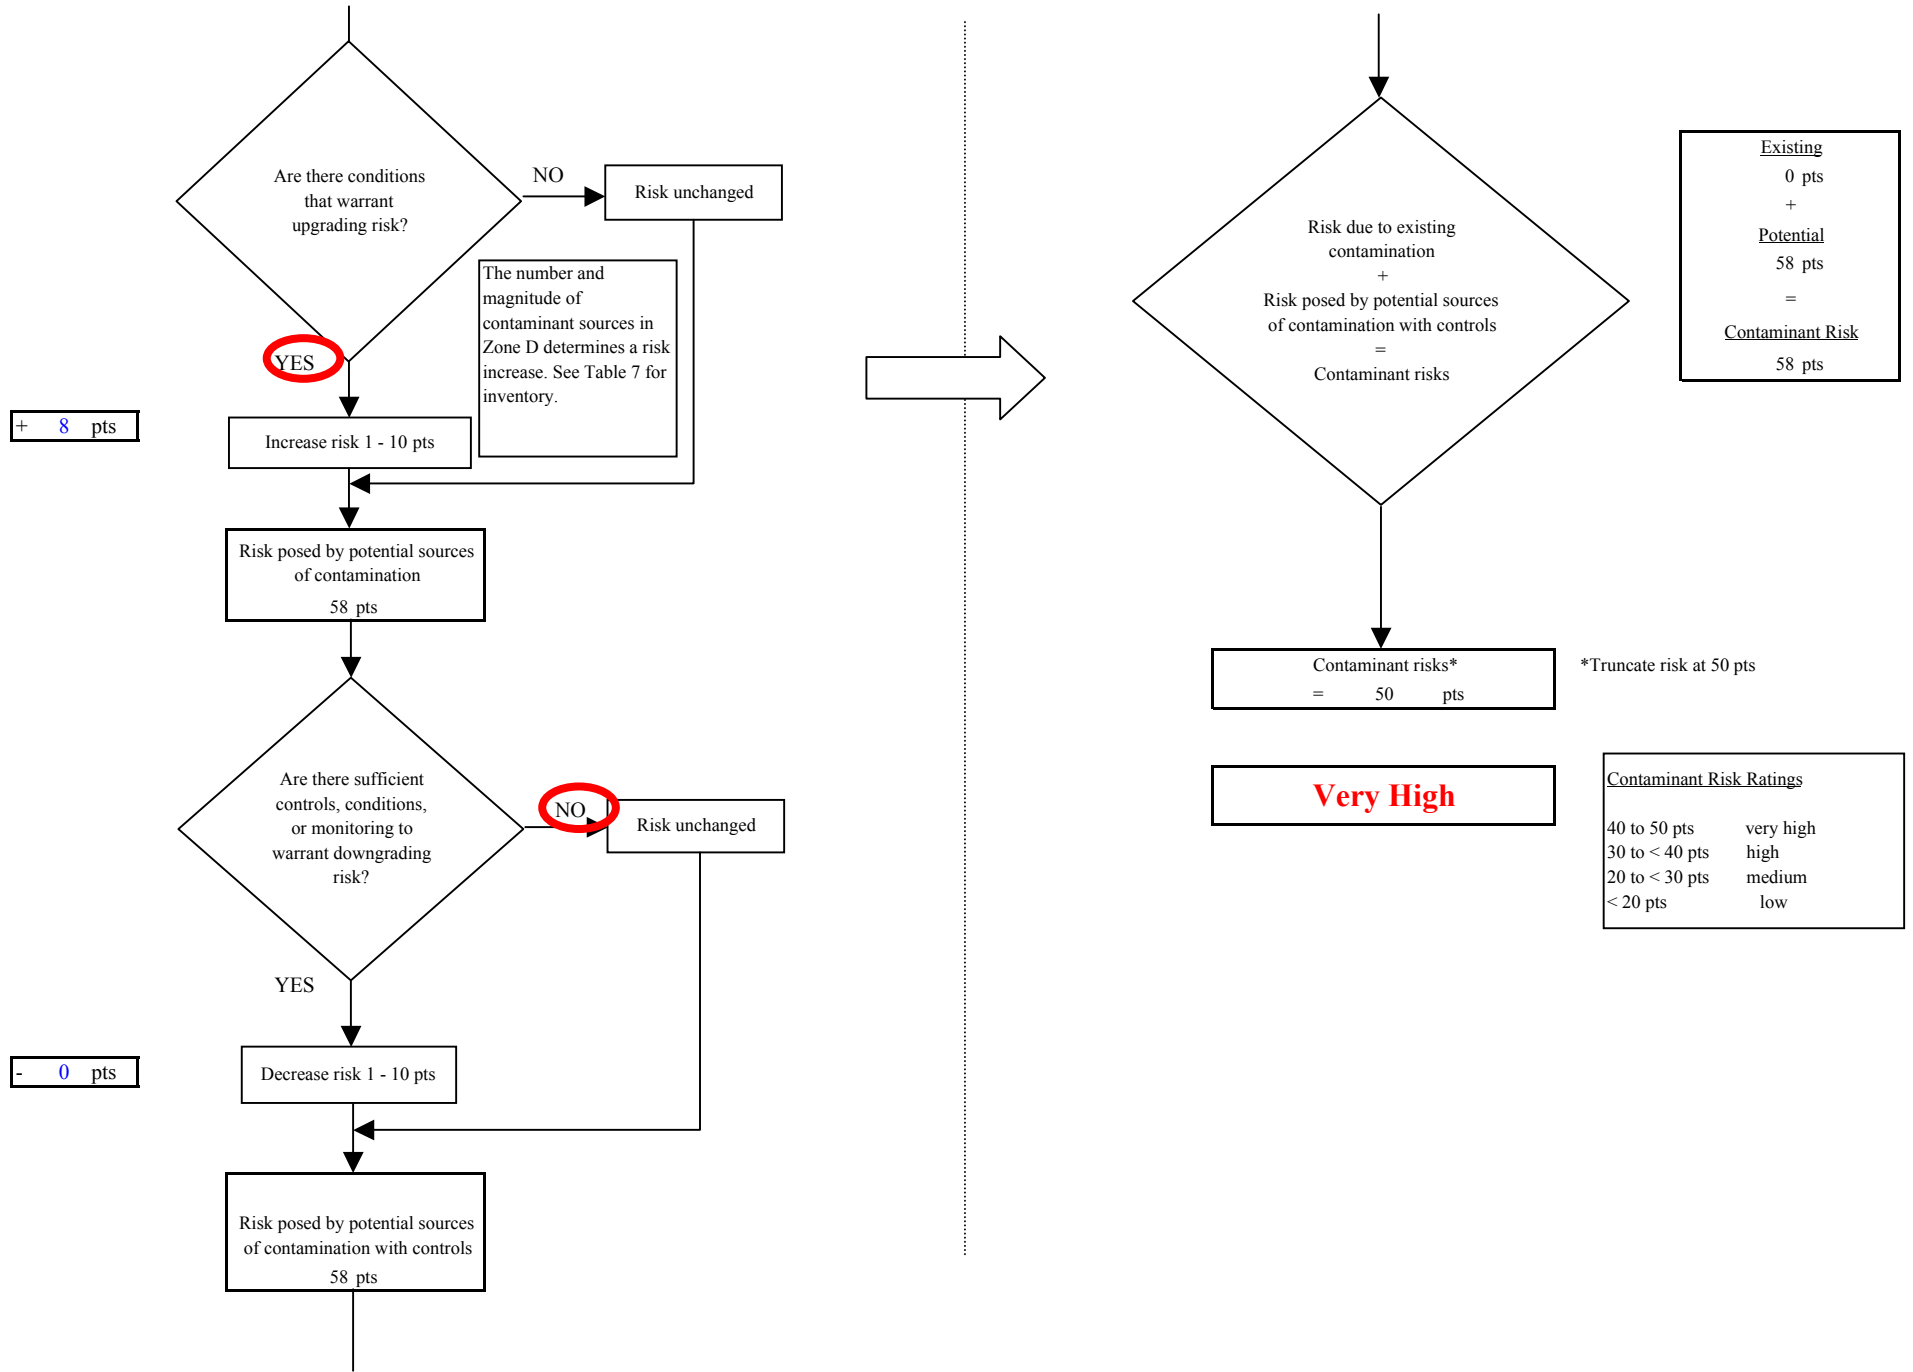 Are there conditions
that warrant
upgrading risk?
NO
Risk unchanged
The number and
magnitude of
contaminant sources in
Zone D determines a risk
increase. See Table 7 for
inventory.
YES
+ 8 pts
Increase risk 1 - 10 pts
Risk posed by potential sources
of contamination
58 pts
Are there sufficient
controls, conditions,
or monitoring to
warrant downgrading
risk?
NO
Risk unchanged
YES
- 0 pts
Decrease risk 1 - 10 pts
Risk posed by potential sources
of contamination with controls
58 pts
Risk due to existing
contamination
+
Risk posed by potential sources
of contamination with controls
=
Contaminant risks
Existing
0 pts
+
Potential
58 pts
=
Contaminant Risk
58 pts
Contaminant risks*
= 50 pts
*Truncate risk at 50 pts
Very High
Contaminant Risk Ratings
40 to 50 pts very high
30 to < 40 pts high
20 to < 30 pts medium
< 20 pts low